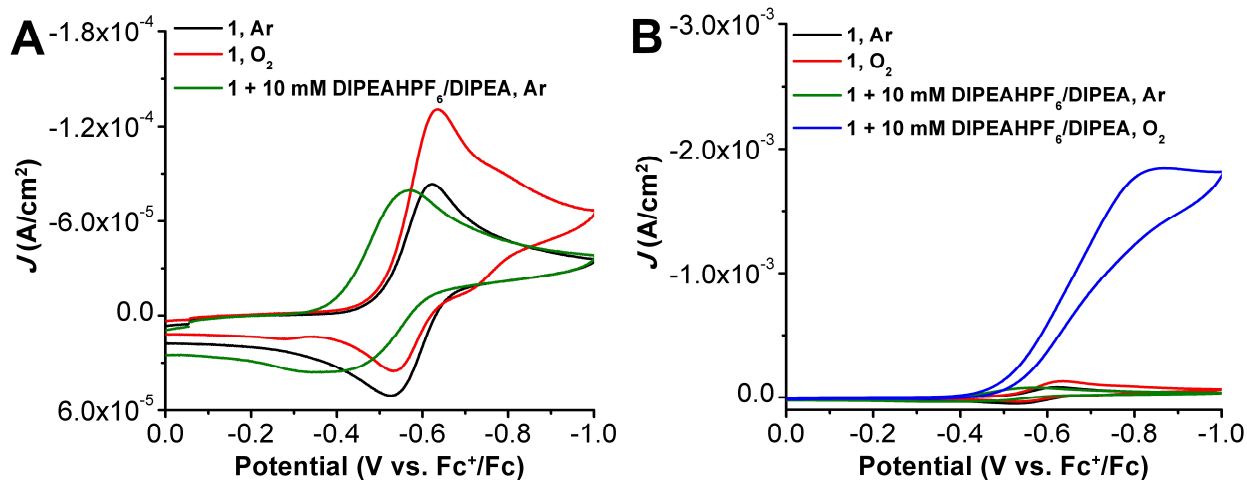 A
1, Ar
1, O₂
1 + 10 mM DIPEAHPF₆/DIPEA, Ar
-1.8x10⁻⁴
-1.2x10⁻⁴
-6.0x10⁻⁵
0.0
6.0x10⁻⁵
J (A/cm²)
0.0 -0.2 -0.4 -0.6 -0.8 -1.0
Potential (V vs. Fc⁺/Fc)
B
1, Ar
1, O₂
1 + 10 mM DIPEAHPF₆/DIPEA, Ar
1 + 10 mM DIPEAHPF₆/DIPEA, O₂
-3.0x10⁻³
-2.0x10⁻³
-1.0x10⁻³
0.0
J (A/cm²)
0.0 -0.2 -0.4 -0.6 -0.8 -1.0
Potential (V vs. Fc⁺/Fc)